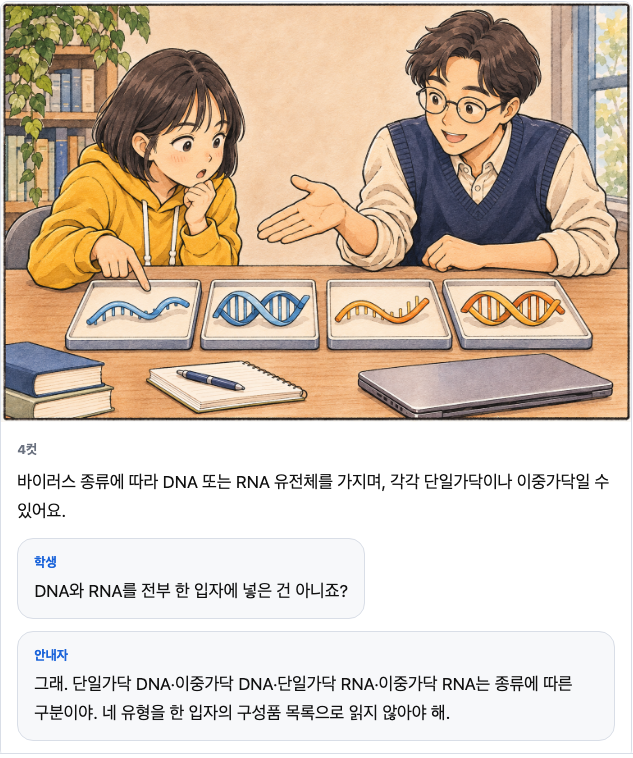 4컷
바이러스 종류에 따라 DNA 또는 RNA 유전체를 가지며, 각각 단일가닥이나 이중가닥일 수
있어요.
학생
DNA와 RNA를 전부 한 입자에 넣은 건 아니죠?
안내자
그래. 단일가닥 DNA·이중가닥 DNA·단일가닥 RNA·이중가닥 RNA는 종류에 따른
구분이야. 네 유형을 한 입자의 구성품 목록으로 읽지 않아야 해.